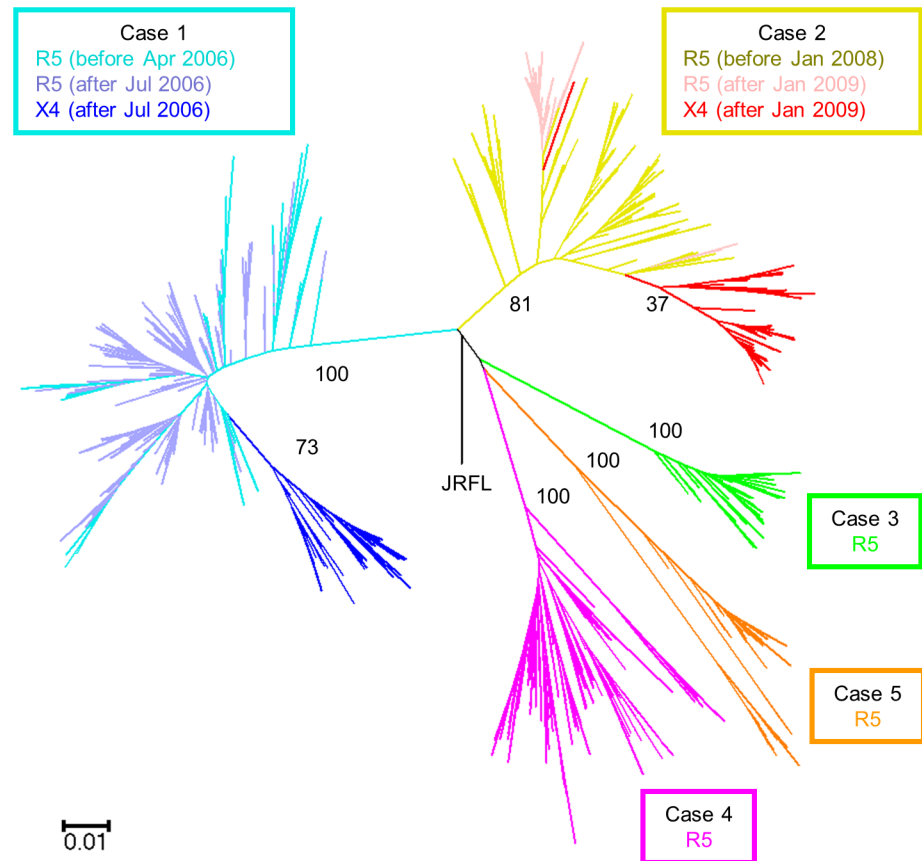 Case 1
R5 (before Apr 2006)
R5 (after Jul 2006)
X4 (after Jul 2006)
Case 2
R5 (before Jan 2008)
R5 (after Jan 2009)
X4 (after Jan 2009)
81
37
100
73
JRFL
100
100
100
Case 3
R5
Case 5
R5
Case 4
R5
0.01